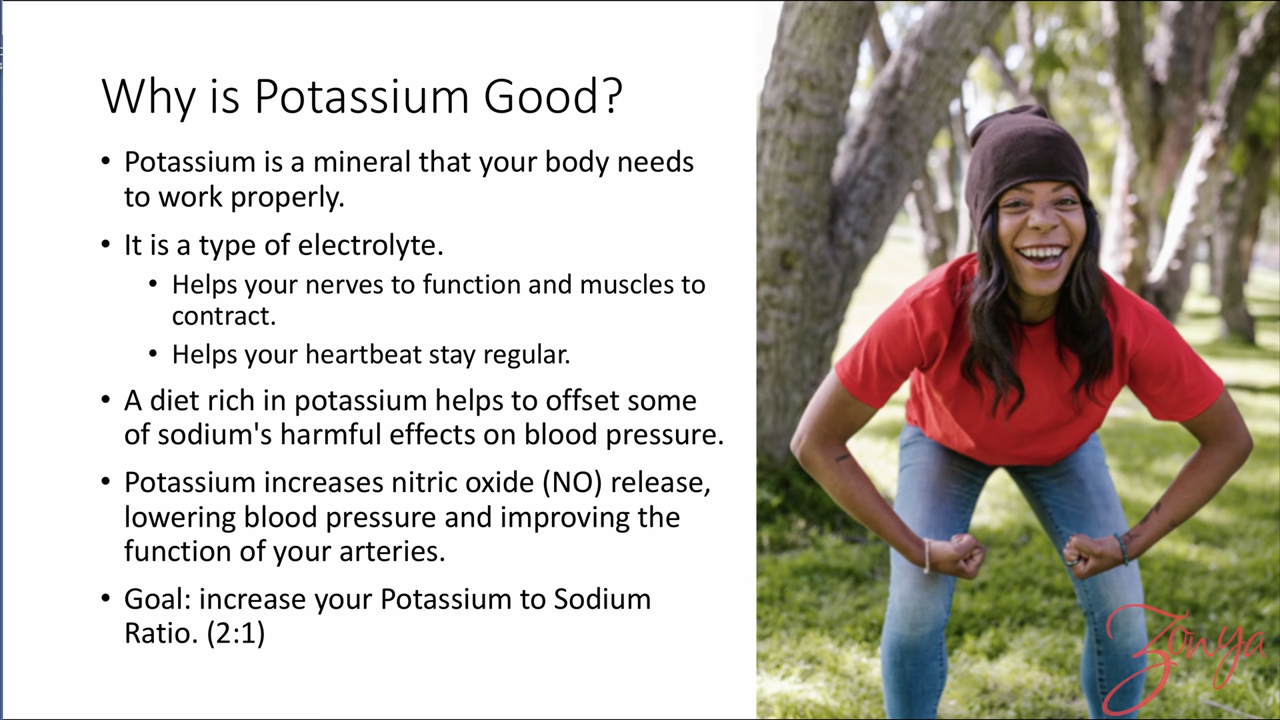 Why is Potassium Good?
• Potassium is a mineral that your body needs
to work properly.
• It is a type of electrolyte.
• Helps your nerves to function and muscles to
contract.
• Helps your heartbeat stay regular.
• A diet rich in potassium helps to offset some
of sodium's harmful effects on blood pressure.
• Potassium increases nitric oxide (NO) release,
lowering blood pressure and improving the
function of your arteries.
• Goal: increase your Potassium to Sodium
Ratio. (2:1)
Zonya